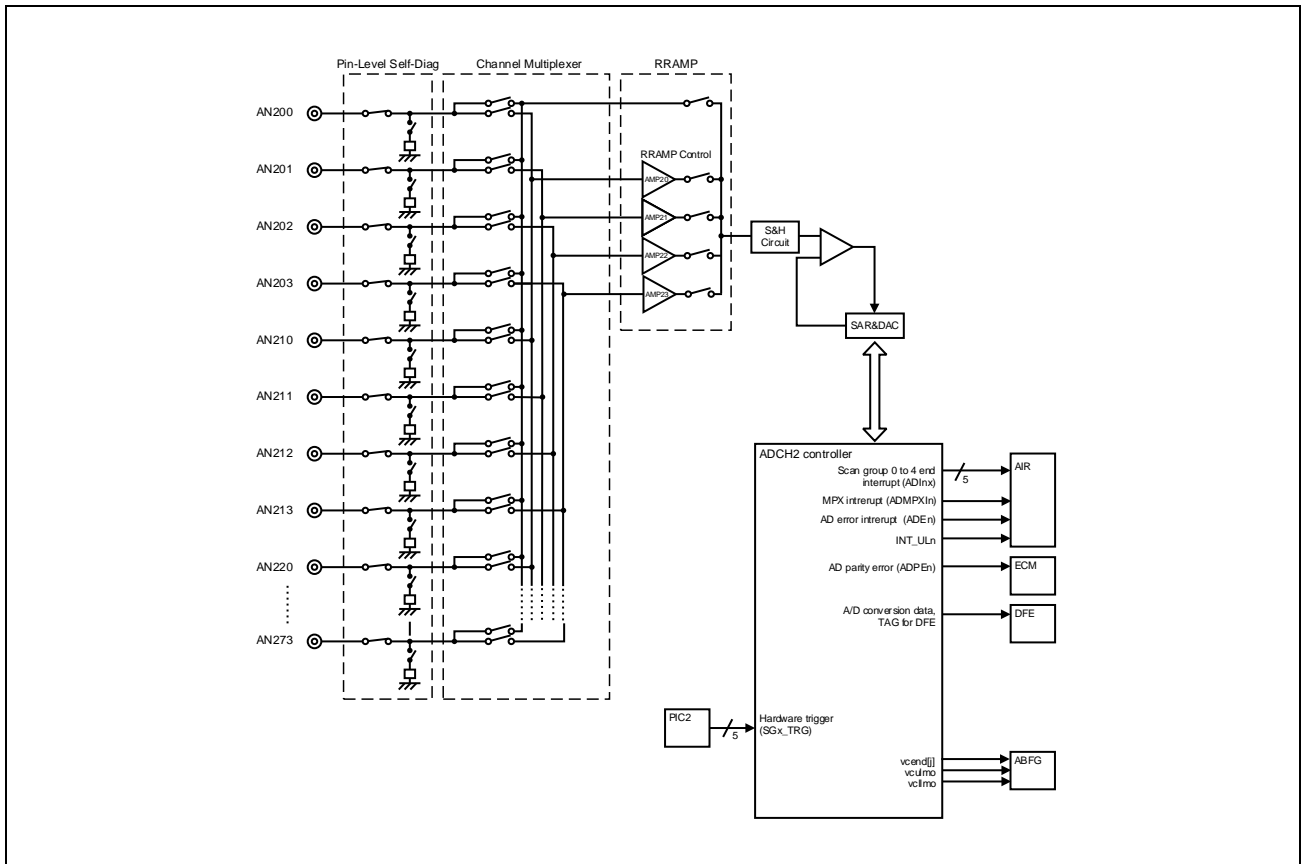 Pin-Level Self-Diag
Channel Multiplexer
RRAMP
AN200
AN201
AN202
AN203
AN210
AN211
AN212
AN213
AN220
AN273
RRAMP Control
AMP20
AMP21
AMP22
AMP23
S&H
Circuit
SAR&DAC
ADCH2 controller
Scan group 0 to 4 end
interrupt (ADInx)
5
AIR
MPX intrerupt (ADMPXIn)
AD error intrerupt (ADEn)
INT_ULn
AD parity error (ADPEn)
ECM
A/D conversion data,
TAG for DFE
DFE
PIC2
5
Hardware trigger
(SGx_TRG)
vcend[j]
vculmo
vcllmo
ABFG